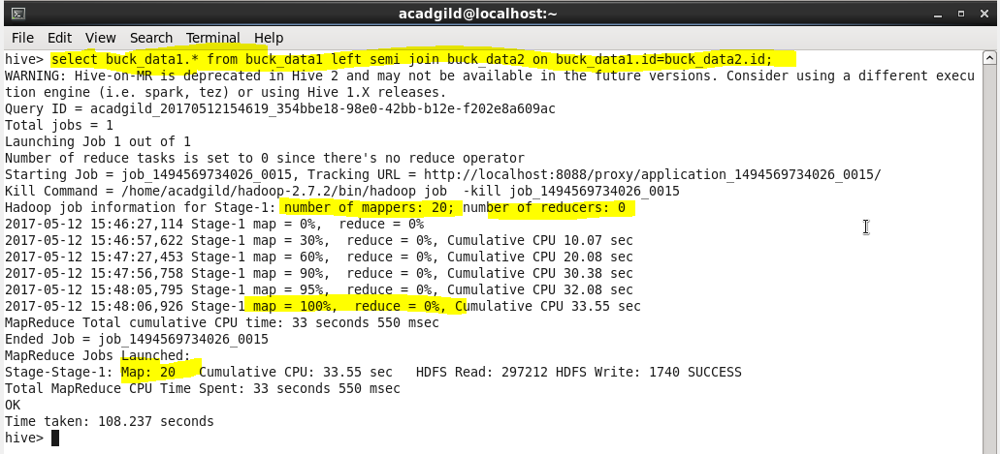 acadgild@localhost:~
File Edit View Search Terminal Help
hive> select buck_data1.* from buck_data1 left semi join buck_data2 on buck_data1.id=buck_data2.id;
WARNING: Hive-on-MR is deprecated in Hive 2 and may not be available in the future versions. Consider using a different execu
tion engine (i.e. spark, tez) or using Hive 1.X releases.
Query ID = acadgild_20170512154619_354bbe18-98e0-42bb-b12e-f202e8a609ac
Total jobs = 1
Launching Job 1 out of 1
Number of reduce tasks is set to 0 since there's no reduce operator
Starting Job = job_1494569734026_0015, Tracking URL = http://localhost:8088/proxy/application_1494569734026_0015/
Kill Command = /home/acadgild/hadoop-2.7.2/bin/hadoop job  -kill job_1494569734026_0015
Hadoop job information for Stage-1: number of mappers: 20; number of reducers: 0
2017-05-12 15:46:27,114 Stage-1 map = 0%,  reduce = 0%
2017-05-12 15:46:57,622 Stage-1 map = 30%,  reduce = 0%, Cumulative CPU 10.07 sec
2017-05-12 15:47:27,453 Stage-1 map = 60%,  reduce = 0%, Cumulative CPU 20.08 sec
2017-05-12 15:47:56,758 Stage-1 map = 90%,  reduce = 0%, Cumulative CPU 30.38 sec
2017-05-12 15:48:05,795 Stage-1 map = 95%,  reduce = 0%, Cumulative CPU 32.08 sec
2017-05-12 15:48:06,926 Stage-1 map = 100%,  reduce = 0%, Cumulative CPU 33.55 sec
MapReduce Total cumulative CPU time: 33 seconds 550 msec
Ended Job = job_1494569734026_0015
MapReduce Jobs Launched:
Stage-Stage-1: Map: 20   Cumulative CPU: 33.55 sec   HDFS Read: 297212 HDFS Write: 1740 SUCCESS
Total MapReduce CPU Time Spent: 33 seconds 550 msec
OK
Time taken: 108.237 seconds
hive>